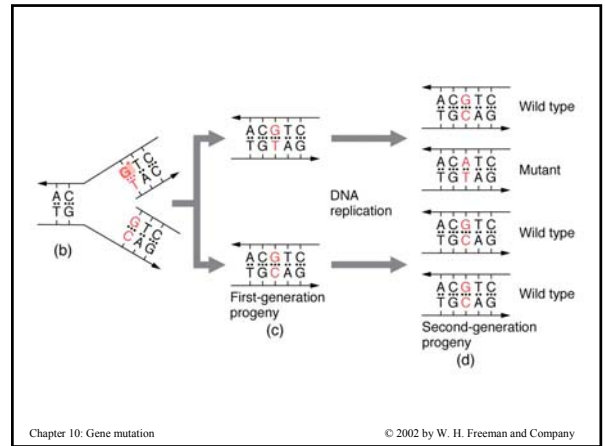 A C
T G
G T C
T A C
G T C
C A G
(b)
A C G T C
T G T A G
A C G T C
T G C A G
First-generation
progeny
(c)
DNA
replication
A C G T C
T G C A G
Wild type
A C A T C
T G T A G
Mutant
A C G T C
T G C A G
Wild type
A C G T C
T G C A G
Wild type
Second-generation
progeny
(d)
Chapter 10: Gene mutation
© 2002 by W. H. Freeman and Company